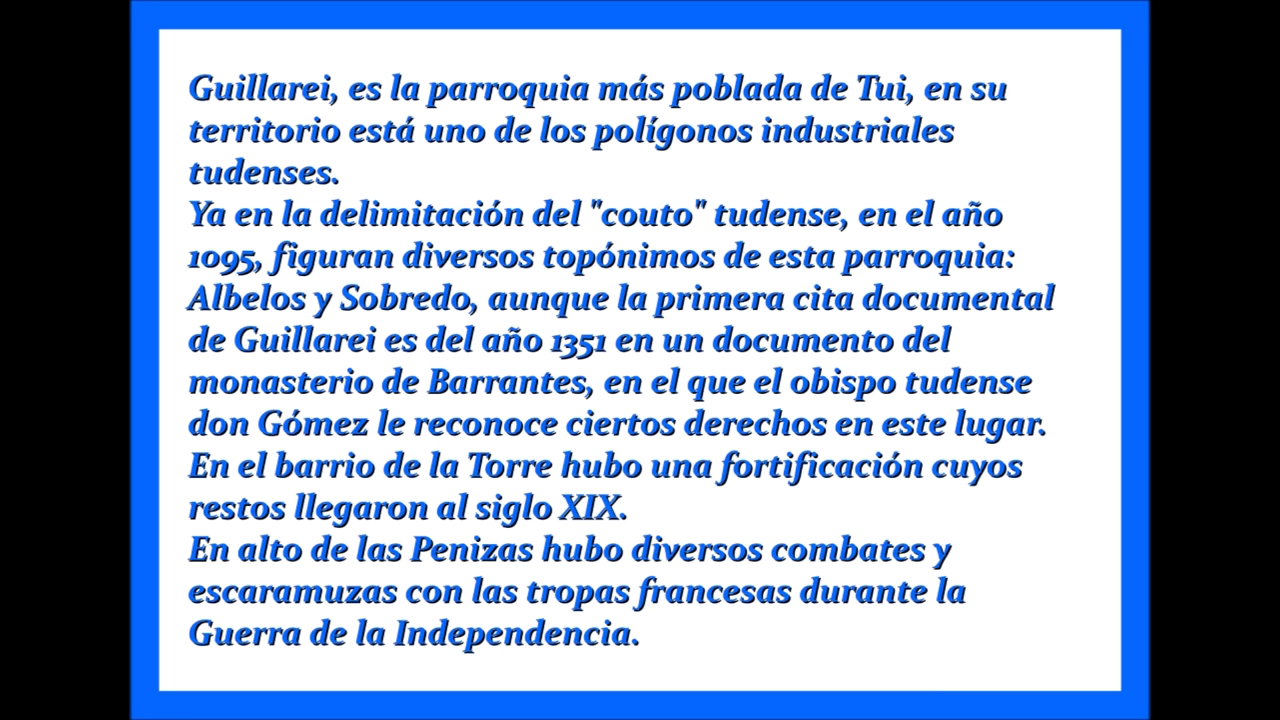 Guillarei, es la parroquia más poblada de Tui, en su
territorio está uno de los polígonos industriales
tudenses.
Ya en la delimitación del "couto" tudense, en el año
1095, figuran diversos topónimos de esta parroquia:
Albelos y Sobredo, aunque la primera cita documental
de Guillarei es del año 1351 en un documento del
monasterio de Barrantes, en el que el obispo tudense
don Gómez le reconoce ciertos derechos en este lugar.
En el barrio de la Torre hubo una fortificación cuyos
restos llegaron al siglo XIX.
En alto de las Penizas hubo diversos combates y
escaramuzas con las tropas francesas durante la
Guerra de la Independencia.